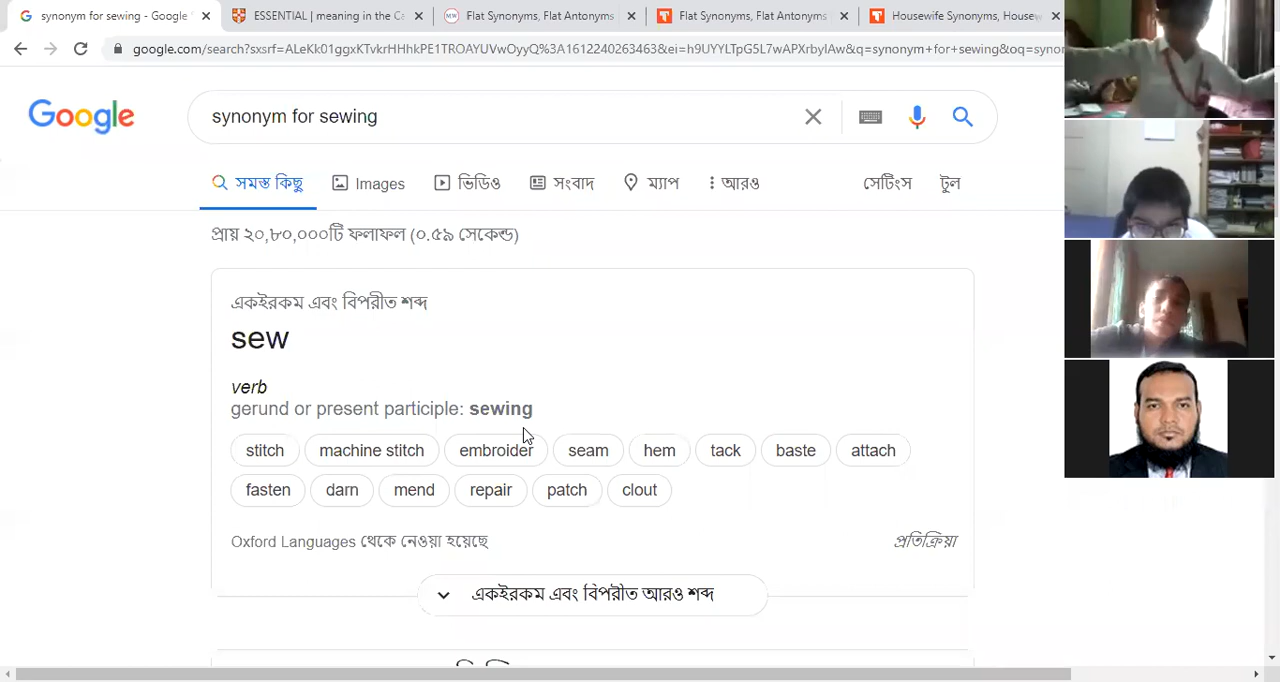 synonym for sewing - Google
ESSENTIAL | meaning in the C
Flat Synonyms, Flat Antonyms
Flat Synonyms, Flat Antonyms
Housewife Synonyms, Housew
google.com/search?sxsrf=ALeKk01ggxKTvkrHHhkPE1TROAYUVwQyyQ%3A1612240263463&ei=h9UYYLTpG5L7wAPXrbylAw&q=synonym+for+sewing&oq=syno
Google
synonym for sewing
সমস্ত কিছু
Images
ভিডিও
সংবাদ
ম্যাপ
আরও
সেটিংস
টুল
প্রায় ২০,৮০,০০০টি ফলাফল (০.৫৯ সেকেন্ড)
একইরকম এবং বিপরীত শব্দ
sew
verb
gerund or present participle: sewing
stitch machine stitch embroider seam hem tack baste attach
fasten darn mend repair patch clout
Oxford Languages থেকে নেওয়া হয়েছে
প্রতিক্রিয়া
একইরকম এবং বিপরীত আরও শব্দ